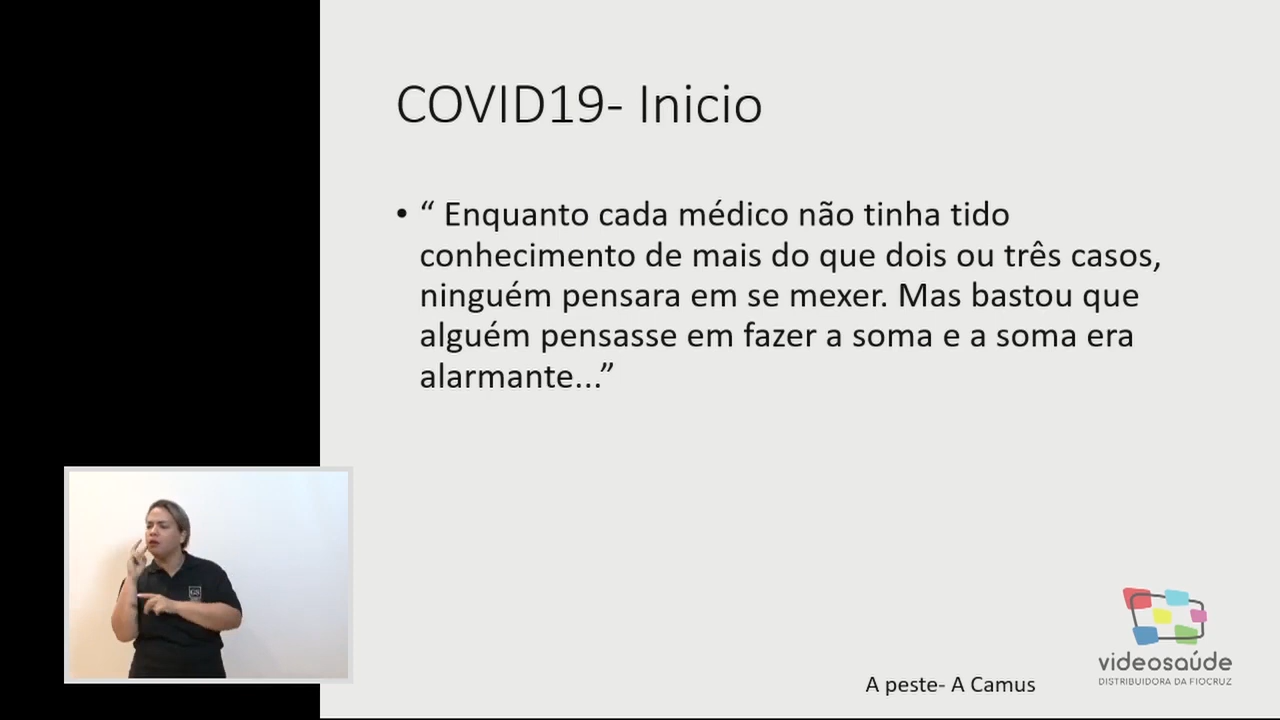 COVID19- Inicio
• “ Enquanto cada médico não tinha tido
conhecimento de mais do que dois ou três casos,
ninguém pensara em se mexer. Mas bastou que
alguém pensasse em fazer a soma e a soma era
alarmante...”
A peste- A Camus
videosaúde
DISTRIBUIDORA DA FIOCRUZ